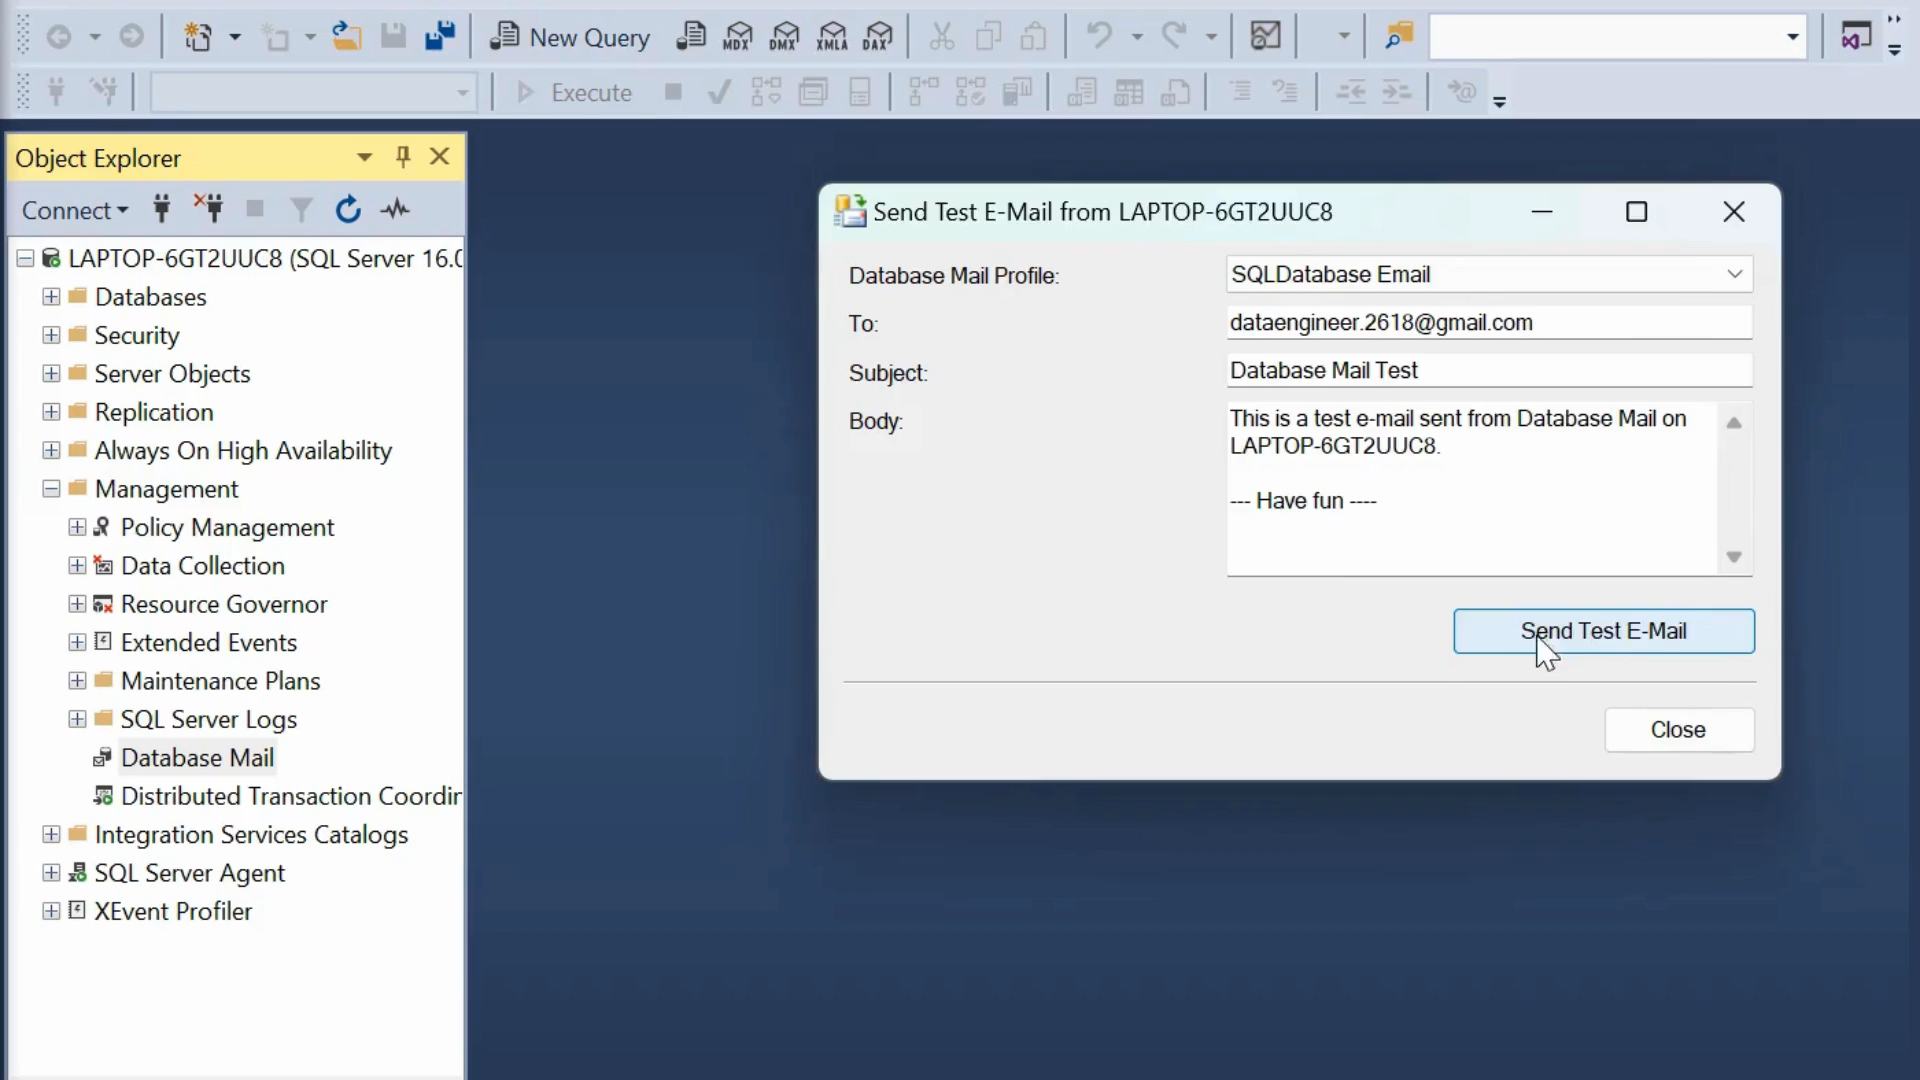 New Query
MDX
DMX
XMLA
DAX
Execute
Object Explorer
Connect
LAPTOP-6GT2UUC8 (SQL Server 16.0
Databases
Security
Server Objects
Replication
Always On High Availability
Management
Policy Management
Data Collection
Resource Governor
Extended Events
Maintenance Plans
SQL Server Logs
Database Mail
Distributed Transaction Coordin
Integration Services Catalogs
SQL Server Agent
XEvent Profiler
Send Test E-Mail from LAPTOP-6GT2UUC8
Database Mail Profile:
SQLDatabase Email
To:
dataengineer.2618@gmail.com
Subject:
Database Mail Test
Body:
This is a test e-mail sent from Database Mail on
LAPTOP-6GT2UUC8.
--- Have fun ----
Send Test E-Mail
Close